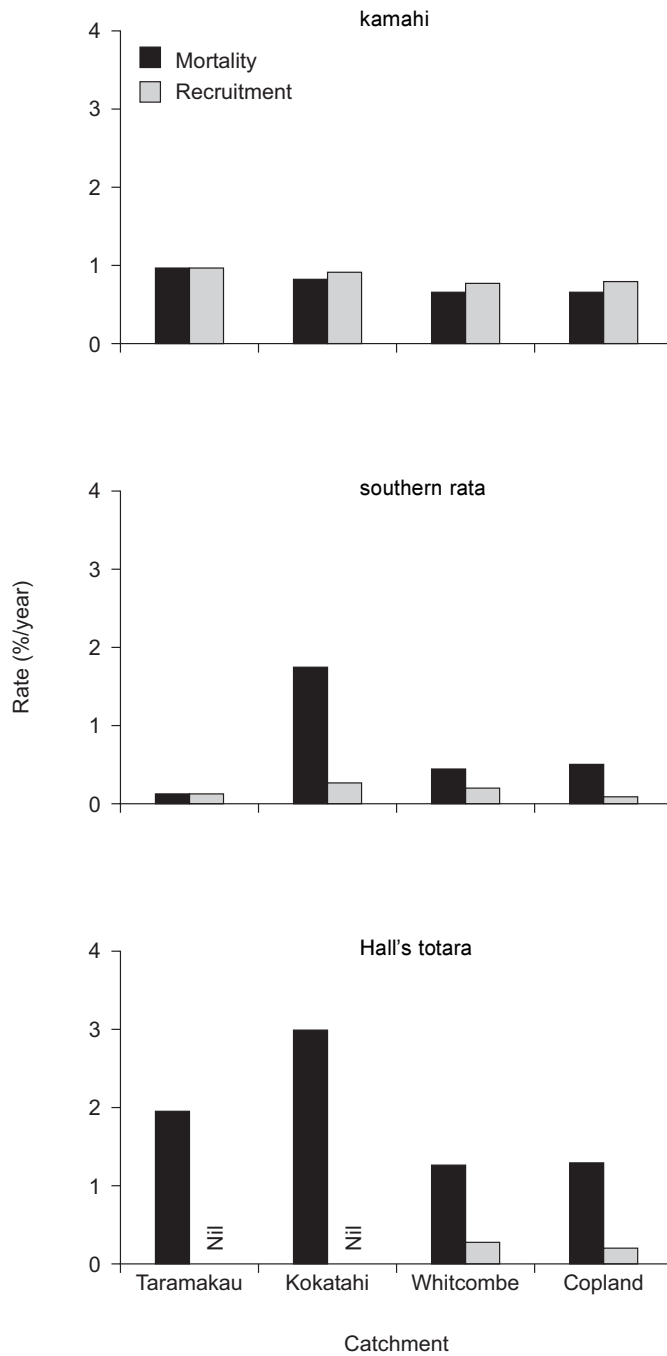 kamahi
4
Mortality
Recruitment
3
2
1
0
southern rata
4
3
2
1
0
Rate (%/year)
Hall's totara
4
3
2
1
0
Nil
Nil
Taramakau Kokatahi Whitcombe Copland
Catchment